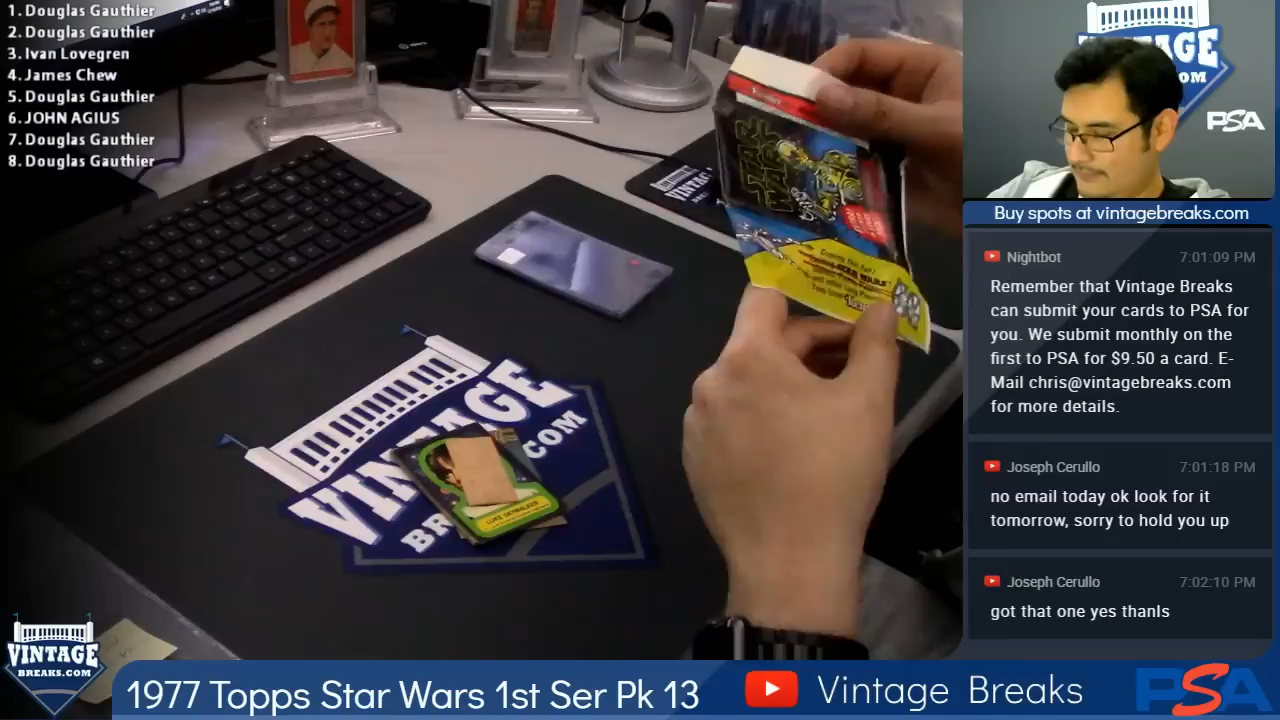 1. Douglas Gauthier
2. Douglas Gauthier
3. Ivan Lovegren
4. James Chew
5. Douglas Gauthier
6. JOHN AGIUS
7. Douglas Gauthier
8. Douglas Gauthier
VINTAGE
BR COM
LUKE SKYWALKER
STAR WARS
STAR WARS
VINTAGE
.COM
PSA
Buy spots at vintagebreaks.com
Nightbot 7:01:09 PM
Remember that Vintage Breaks
can submit your cards to PSA for
you. We submit monthly on the
first to PSA for $9.50 a card. E-
Mail chris@vintagebreaks.com
for more details.
Joseph Cerullo 7:01:18 PM
no email today ok look for it
tomorrow, sorry to hold you up
Joseph Cerullo 7:02:10 PM
got that one yes thanls
VINTAGE
BREAKS.COM
1977 Topps Star Wars 1st Ser Pk 13
Vintage Breaks
PSA